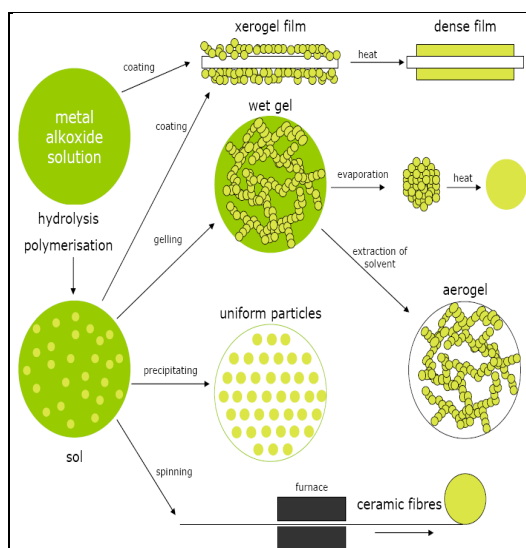 xerogel film
dense film
coating
heat
metal
alkoxide
solution
coating
wet gel
evaporation
heat
hydrolysis
polymerisation
gelling
extraction of
solvent
aerogel
uniform particles
precipitating
sol
spinning
furnace
ceramic fibres